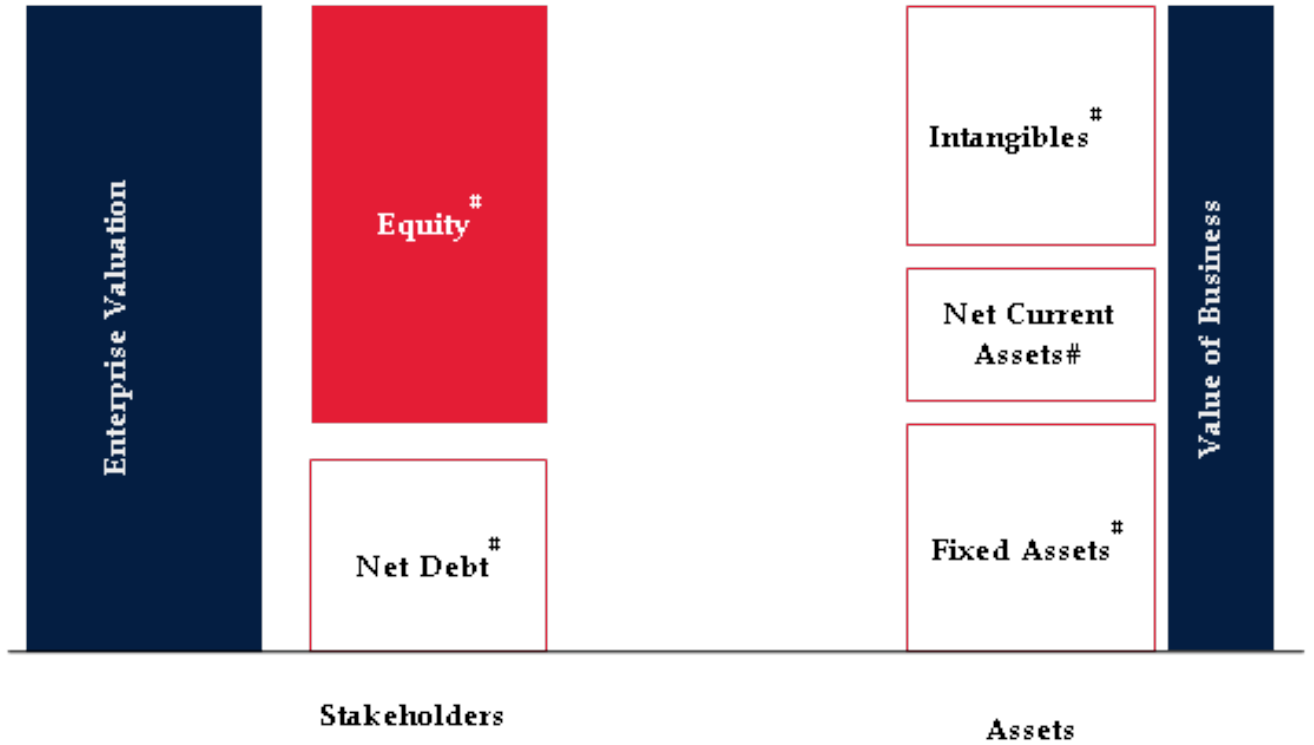 Enterprise Valuation
Equity#
Net Debt#
Stakeholders
Intangibles#
Net Current
Assets#
Fixed Assets#
Value of Business
Assets